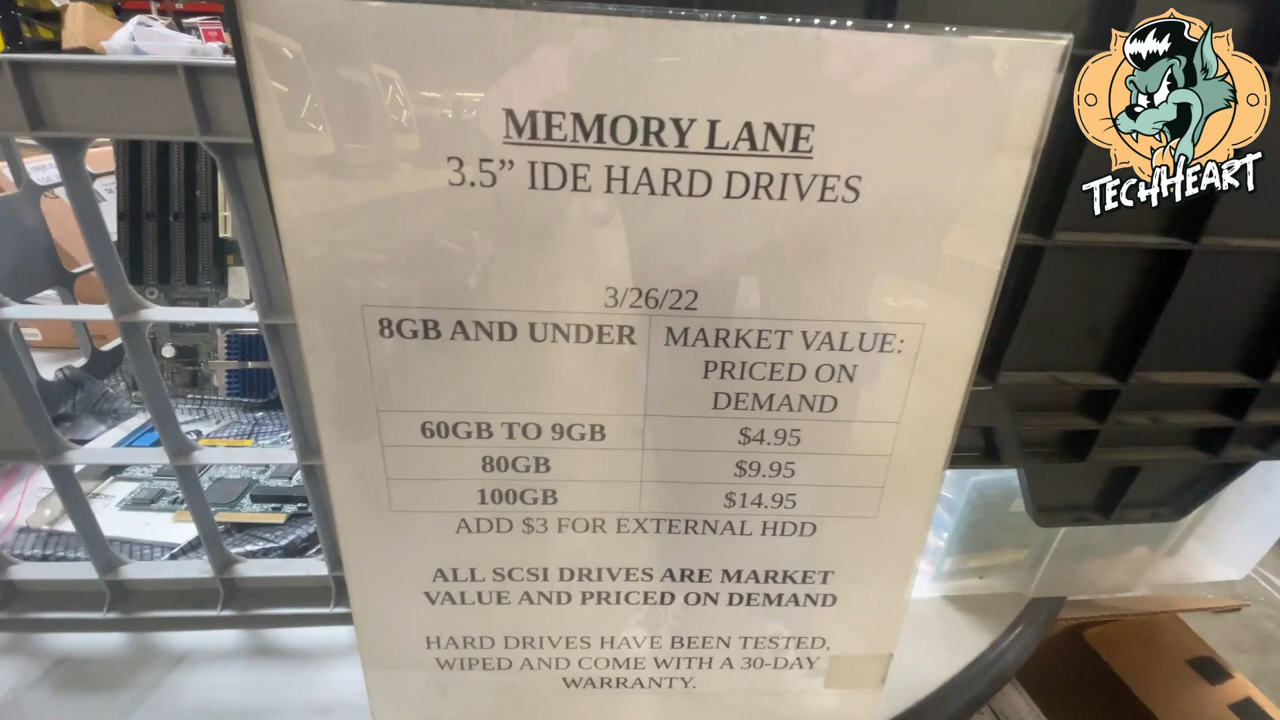 MEMORY LANE
3.5” IDE HARD DRIVES
3/26/22
8GB AND UNDER
MARKET VALUE:
PRICED ON
DEMAND
60GB TO 9GB
$4.95
80GB
$9.95
100GB
$14.95
ADD $3 FOR EXTERNAL HDD
ALL SCSI DRIVES ARE MARKET
VALUE AND PRICED ON DEMAND
HARD DRIVES HAVE BEEN TESTED,
WIPED AND COME WITH A 30-DAY
WARRANTY.
TECHHEART